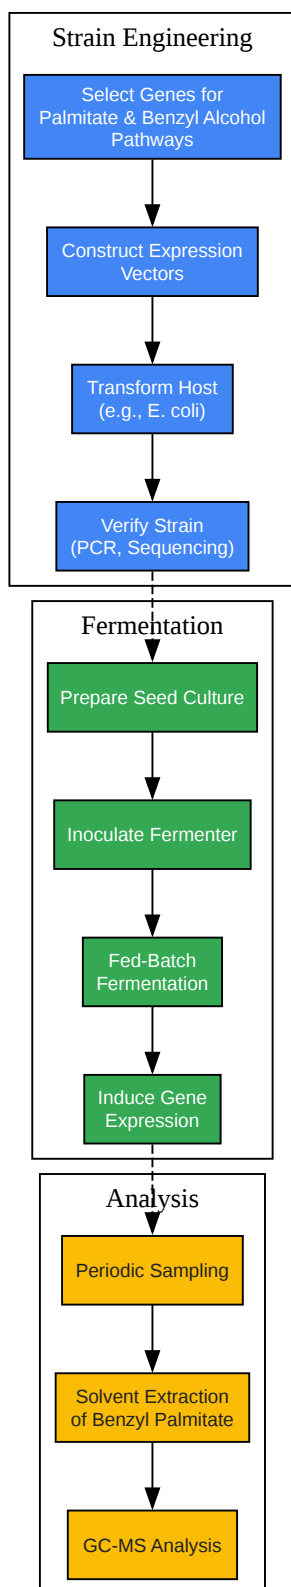 Strain Engineering
Select Genes for
Palmitate & Benzyl Alcohol
Pathways
Construct Expression
Vectors
Transform Host
(e.g., E. coli)
Verify Strain
(PCR, Sequencing)
Fermentation
Prepare Seed Culture
Inoculate Fermenter
Fed-Batch
Fermentation
Induce Gene
Expression
Analysis
Periodic Sampling
Solvent Extraction
of Benzyl Palmitate
GC-MS Analysis